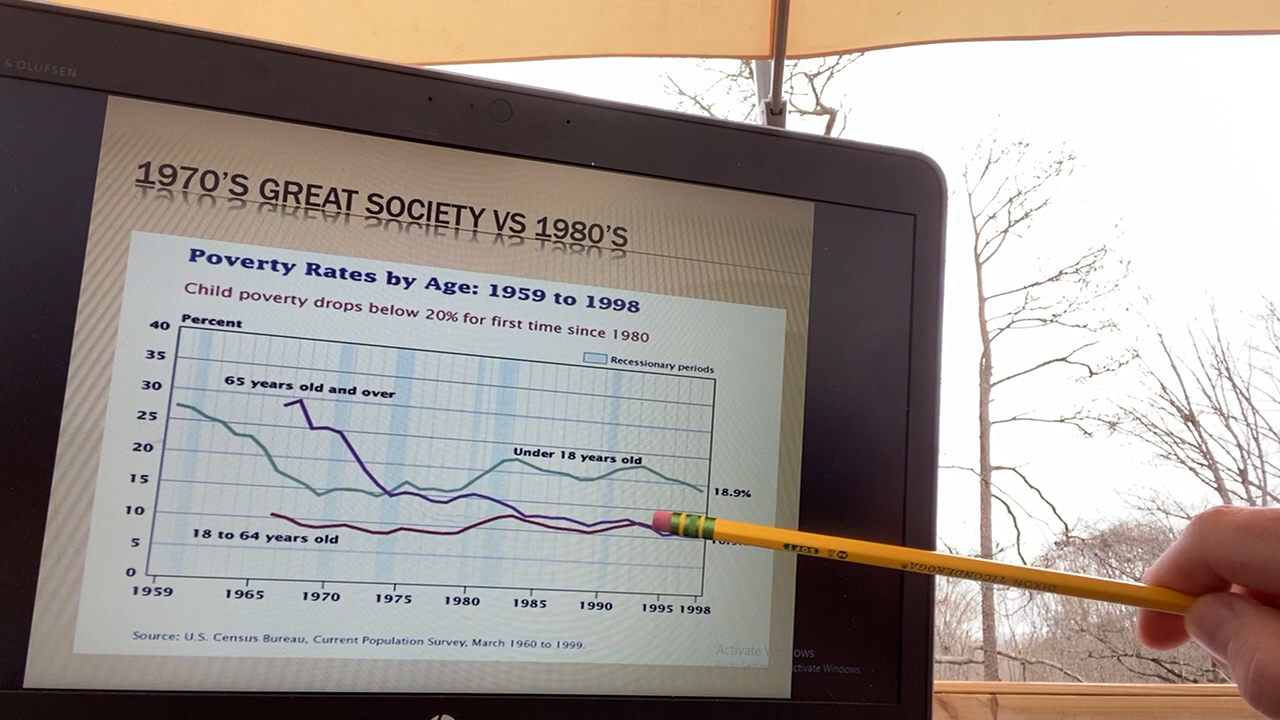 & OLUFSEN
1970'S GREAT SOCIETY VS 1980'S
Poverty Rates by Age: 1959 to 1998
Child poverty drops below 20% for first time since 1980
Percent
Recessionary periods
40
35
30
25
20
15
10
5
0
65 years old and over
Under 18 years old
18.9%
18 to 64 years old
1959 1965 1970 1975 1980 1985 1990 1995 1998
Source: U.S. Census Bureau, Current Population Survey, March 1960 to 1999.
Activate
DIXON TICONDEROGA®
SOFT